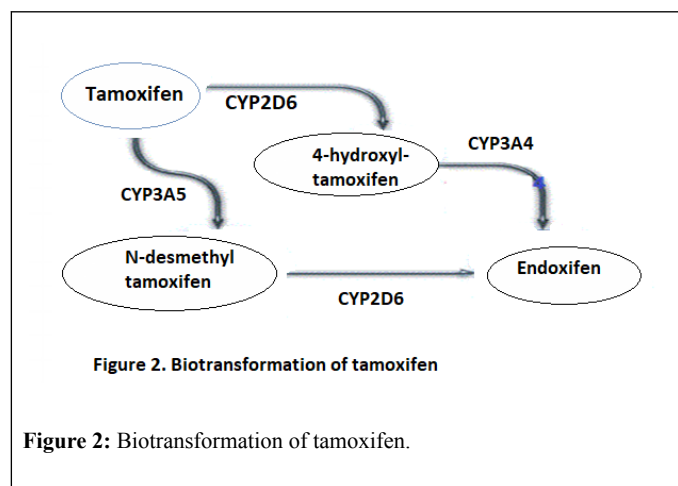 Tamoxifen
CYP2D6
4-hydroxyl-
tamoxifen
CYP3A4
CYP3A5
N-desmethyl
tamoxifen
CYP2D6
Endoxifen
Figure 2. Biotransformation of tamoxifen
Figure 2: Biotransformation of tamoxifen.